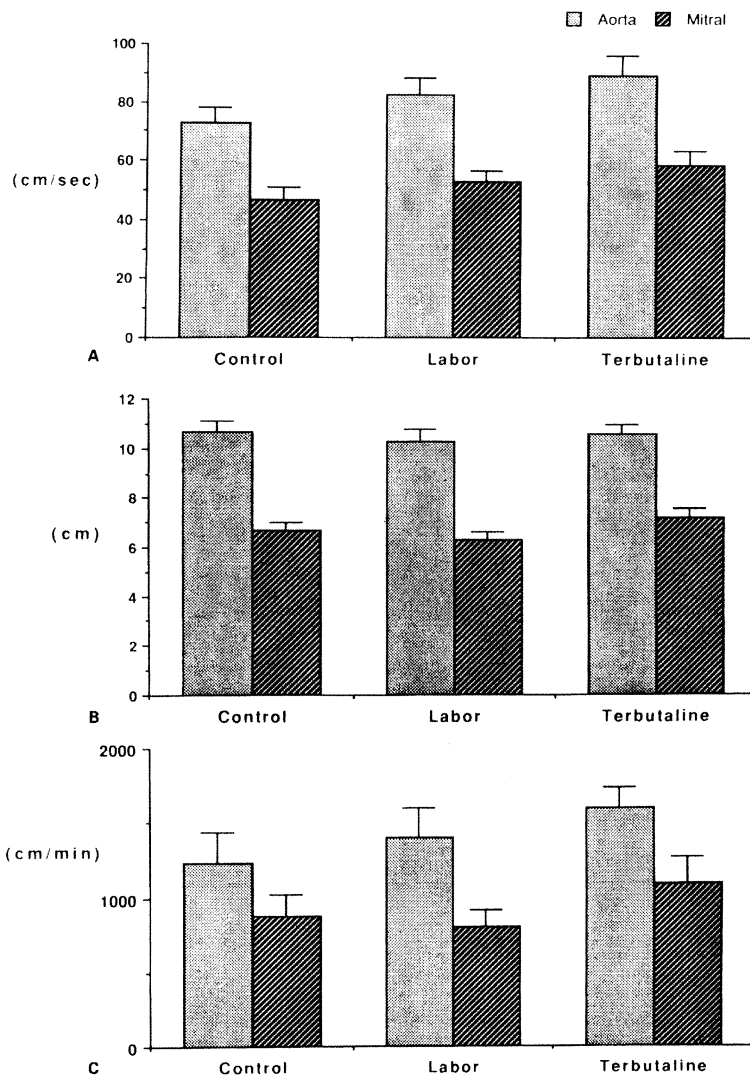 Aorta Mitral
100
80
60
(cm/sec)
40
20
0
A
Control Labor Terbutaline
12
10
8
(cm)
6
4
2
0
B
Control Labor Terbutaline
2000
(cm/min)
1000
0
C
Control Labor Terbutaline